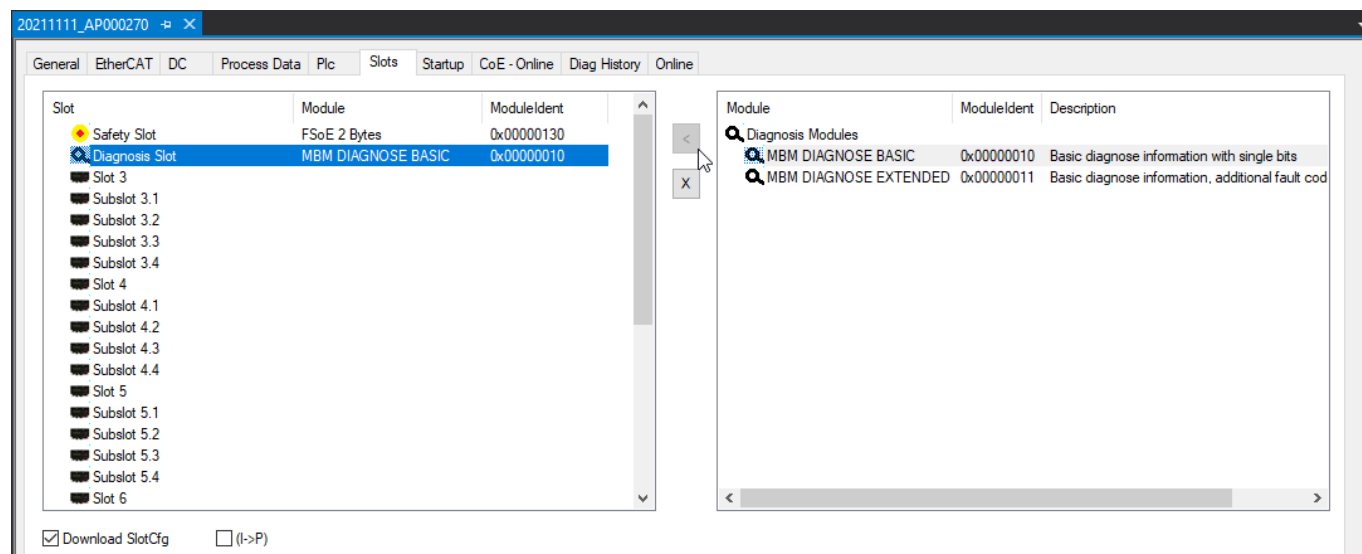 20211111_AP000270
General EtherCAT DC Process Data Plc Slots Startup CoE - Online Diag History Online
Slot Module ModuleIdent
Safety Slot FSoE 2 Bytes 0x00000130
Diagnosis Slot MBM DIAGNOSE BASIC 0x00000010
Slot 3
Subslot 3.1
Subslot 3.2
Subslot 3.3
Subslot 3.4
Slot 4
Subslot 4.1
Subslot 4.2
Subslot 4.3
Subslot 4.4
Slot 5
Subslot 5.1
Subslot 5.2
Subslot 5.3
Subslot 5.4
Slot 6
<
X
Module ModuleIdent Description
Diagnosis Modules
MBM DIAGNOSE BASIC 0x00000010 Basic diagnose information with single bits
MBM DIAGNOSE EXTENDED 0x00000011 Basic diagnose information, additional fault cod
Download SlotCfg (I->P)